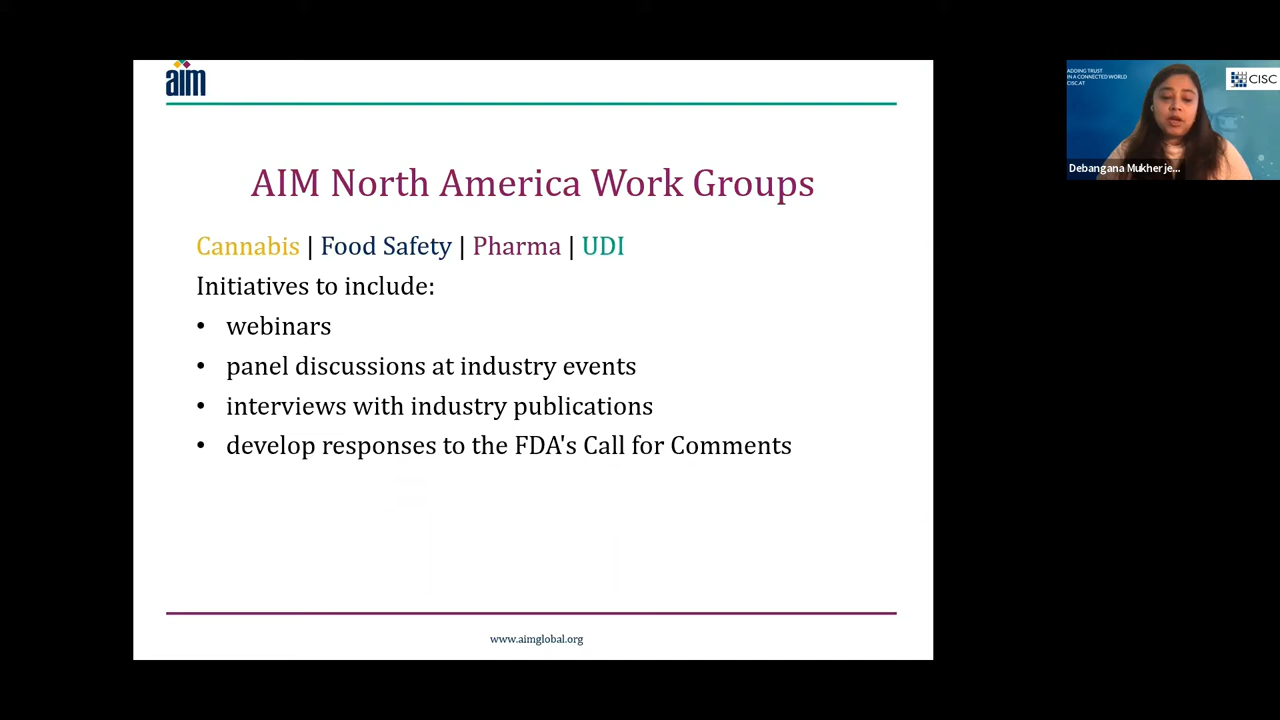 aim
AIM North America Work Groups
Cannabis | Food Safety | Pharma | UDI
Initiatives to include:
• webinars
• panel discussions at industry events
• interviews with industry publications
• develop responses to the FDA's Call for Comments
www.aimglobal.org
ADDING TRUST
IN A CONNECTED WORLD
CISC.AT
CISC
Debangana Mukherje...